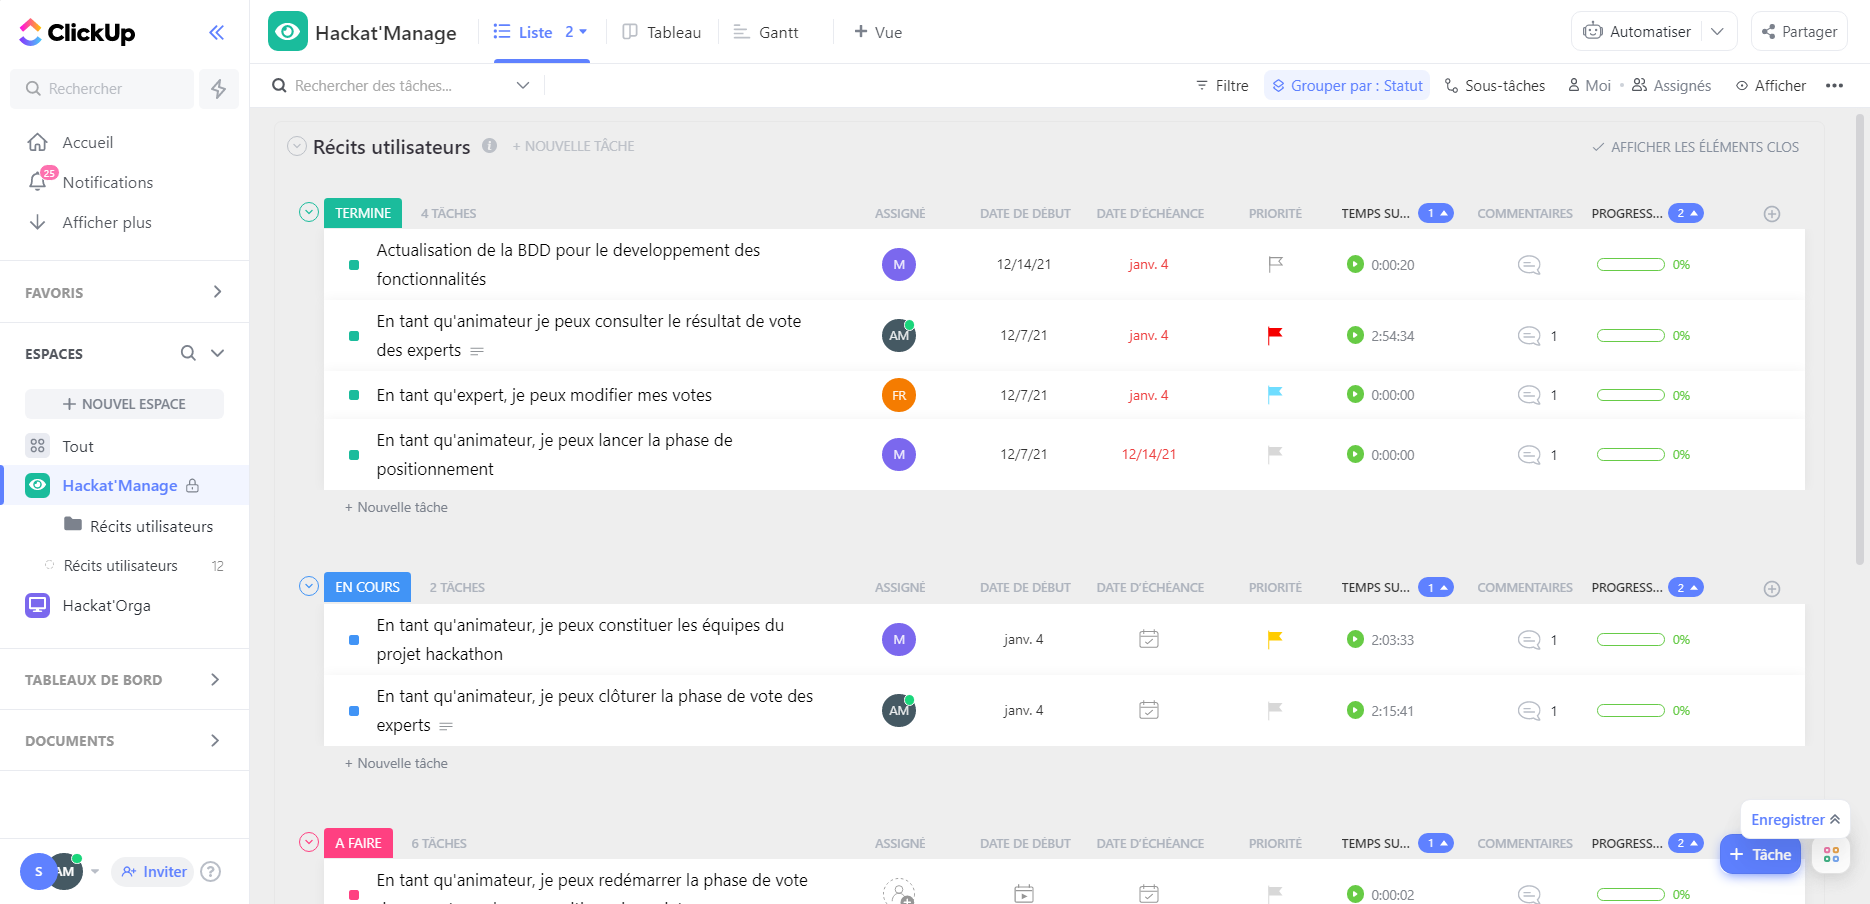 ClickUp
Rechercher
Accueil
25
Notifications
Afficher plus
FAVORIS
ESPACES
+ NOUVEL ESPACE
Tout
Hackat'Manage
Récits utilisateurs
Récits utilisateurs 12
Hackat'Orga
TABLEAUX DE BORD
DOCUMENTS
S AM Inviter ?
Hackat'Manage Liste 2 Tableau Gantt + Vue Automatiser Partager
Rechercher des tâches... Filtre Grouper par : Statut Sous-tâches Moi Assignés Afficher
Récits utilisateurs + NOUVELLE TÂCHE AFFICHER LES ÉLÉMENTS CLOS
TERMINE 4 TÂCHES ASSIGNÉ DATE DE DÉBUT DATE D'ÉCHÉANCE PRIORITÉ TEMPS SU... 1 COMMENTAIRES PROGRESS... 2
Actualisation de la BDD pour le developpement des
fonctionnalités
M 12/14/21 janv. 4 0:00:20 0%
En tant qu'animateur je peux consulter le résultat de vote
des experts
AM 12/7/21 janv. 4 2:54:34 1 0%
En tant qu'expert, je peux modifier mes votes FR 12/7/21 janv. 4 0:00:00 1 0%
En tant qu'animateur, je peux lancer la phase de
positionnement
M 12/7/21 12/14/21 0:00:00 1 0%
+ Nouvelle tâche
EN COURS 2 TÂCHES ASSIGNÉ DATE DE DÉBUT DATE D'ÉCHÉANCE PRIORITÉ TEMPS SU... 1 COMMENTAIRES PROGRESS... 2
En tant qu'animateur, je peux constituer les équipes du
projet hackathon
M janv. 4 2:03:33 1 0%
En tant qu'animateur, je peux clôturer la phase de vote des
experts
AM janv. 4 2:15:41 1 0%
+ Nouvelle tâche
A FAIRE 6 TÂCHES ASSIGNÉ DATE DE DÉBUT DATE D'ÉCHÉANCE PRIORITÉ TEMPS SU... 1 COMMENTAIRES PROGRESS... 2
En tant qu'animateur, je peux redémarrer la phase de vote
0:00:02 0%
Enregistrer
+ Tâche